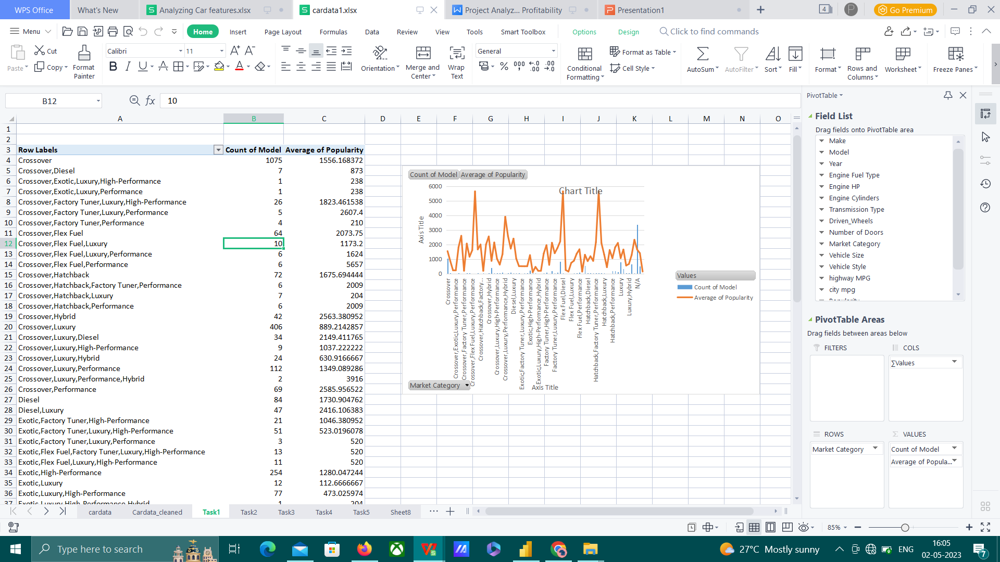 WPS Office
What's New
Analyzing Car features.xlsx
cardata1.xlsx
Project Analyz... Profitability
Presentation1
4
P
Go Premium
Menu
Home
Insert
Page Layout
Formulas
Data
Review
View
Tools
Smart Toolbox
Options
Design
Click to find commands
Paste
Cut
Copy
Format Painter
Calibri
11
Orientation
Merge and Center
Wrap Text
General
Conditional Formatting
Format as Table
Cell Style
AutoSum
AutoFilter
Sort
Fill
Format
Rows and Columns
Worksheet
Freeze Panes
B12
fx
10
A B C D E F G H I J K L M N O
1
2
3 Row Labels Count of Model Average of Popularity
4 Crossover 1075 1556.168372
5 Crossover,Diesel 7 873
6 Crossover,Exotic,Luxury,High-Performance 1 238
7 Crossover,Exotic,Luxury,Performance 1 238
8 Crossover,Factory Tuner,Luxury,High-Performance 26 1823.461538
9 Crossover,Factory Tuner,Luxury,Performance 5 2607.4
10 Crossover,Factory Tuner,Performance 4 210
11 Crossover,Flex Fuel 64 2073.75
12 Crossover,Flex Fuel,Luxury 10 1173.2
13 Crossover,Flex Fuel,Luxury,Performance 6 1624
14 Crossover,Flex Fuel,Performance 6 5657
15 Crossover,Hatchback 72 1675.694444
16 Crossover,Hatchback,Factory Tuner,Performance 6 2009
17 Crossover,Hatchback,Luxury 7 204
18 Crossover,Hatchback,Performance 6 2009
19 Crossover,Hybrid 42 2563.380952
20 Crossover,Luxury 406 889.2142857
21 Crossover,Luxury,Diesel 34 2149.411765
22 Crossover,Luxury,High-Performance 9 1037.222222
23 Crossover,Luxury,Hybrid 24 630.9166667
24 Crossover,Luxury,Performance 112 1349.089286
25 Crossover,Luxury,Performance,Hybrid 2 3916
26 Crossover,Performance 69 2585.956522
27 Diesel 84 1730.904762
28 Diesel,Luxury 47 2416.106383
29 Exotic,Factory Tuner,High-Performance 21 1046.380952
30 Exotic,Factory Tuner,Luxury,High-Performance 51 523.0196078
31 Exotic,Factory Tuner,Luxury,Performance 3 520
32 Exotic,Flex Fuel,Factory Tuner,Luxury,High-Performance 13 520
33 Exotic,Flex Fuel,Luxury,High-Performance 11 520
34 Exotic,High-Performance 254 1280.047244
35 Exotic,Luxury 12 112.6666667
36 Exotic,Luxury,High-Performance 77 473.025974
37 Exotic,Luxury,High-Performance,Hybrid 1 204
Count of Model Average of Popularity
Chart Title
6000
5000
4000
3000
2000
1000
0
Axis Title
Crossover
Crossover,Exotic,Luxury,Performance
Crossover,Factory Tuner,Performance
Crossover,Flex Fuel,Luxury,Performance
Crossover,Hatchback,Factory...
Crossover,Hybrid
Crossover,Luxury,High-Performance
Crossover,Luxury,Performance,Hybrid
Diesel,Luxury
Exotic,Factory Tuner,Luxury,Performance
Exotic,High-Performance
Exotic,Luxury,High-Performance,Hybrid
Factory Tuner,High-Performance
Factory Tuner,Luxury,Performance
Flex Fuel,Diesel
Flex Fuel,Luxury
Flex Fuel,Performance
Hatchback,Diesel
Hatchback,Factory Tuner,Performance
Hatchback,Luxury
Hatchback,Performance
Luxury
Luxury,Hybrid
N/A
Axis Title
Market Category
Values
Count of Model
Average of Popularity
PivotTable
Field List
Drag fields onto PivotTable area
Make
Model
Year
Engine Fuel Type
Engine HP
Engine Cylinders
Transmission Type
Driven_Wheels
Number of Doors
Market Category
Vehicle Size
Vehicle Style
highway MPG
city mpg
Popularity
PivotTable Areas
Drag fields between areas below
FILTERS
COLS
∑Values
ROWS
VALUES
Market Category
Count of Model
Average of Popula...
cardata
Cardata_cleaned
Task1
Task2
Task3
Task4
Task5
Sheet8
85%
Type here to search
27°C Mostly sunny
ENG
16:05
02-05-2023
7